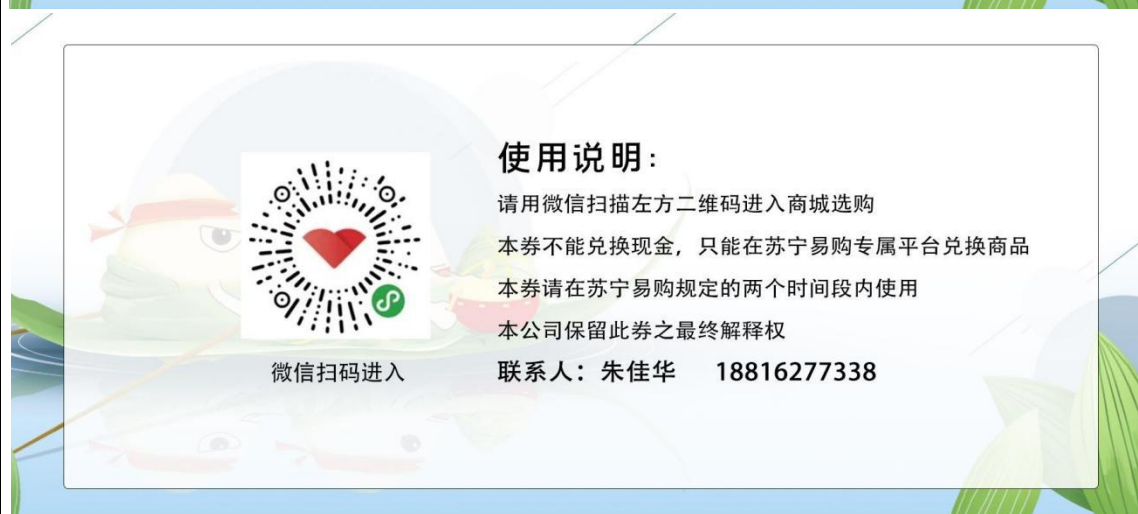 使用说明:
请用微信扫描左方二维码进入商城选购
本券不能兑换现金，只能在苏宁易购专属平台兑换商品
本券请在苏宁易购规定的两个时间段内使用
本公司保留此券之最终解释权
微信扫码进入
联系人：朱佳华 18816277338